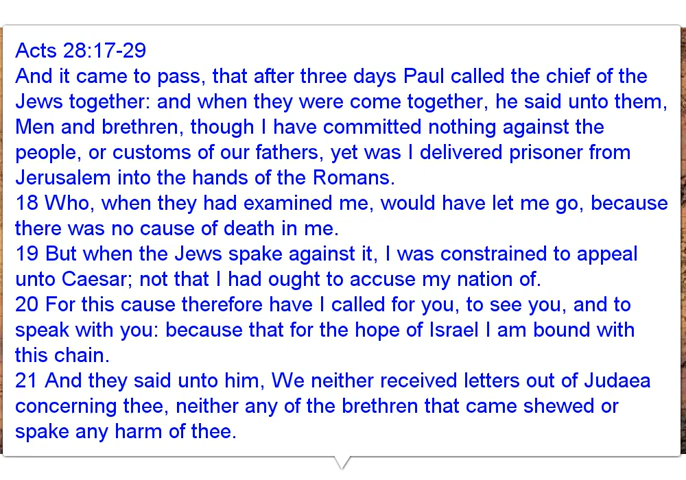 Acts 28:17-29
And it came to pass, that after three days Paul called the chief of the
Jews together: and when they were come together, he said unto them,
Men and brethren, though I have committed nothing against the
people, or customs of our fathers, yet was I delivered prisoner from
Jerusalem into the hands of the Romans.
18 Who, when they had examined me, would have let me go, because
there was no cause of death in me.
19 But when the Jews spake against it, I was constrained to appeal
unto Caesar; not that I had ought to accuse my nation of.
20 For this cause therefore have I called for you, to see you, and to
speak with you: because that for the hope of Israel I am bound with
this chain.
21 And they said unto him, We neither received letters out of Judaea
concerning thee, neither any of the brethren that came shewed or
spake any harm of thee.